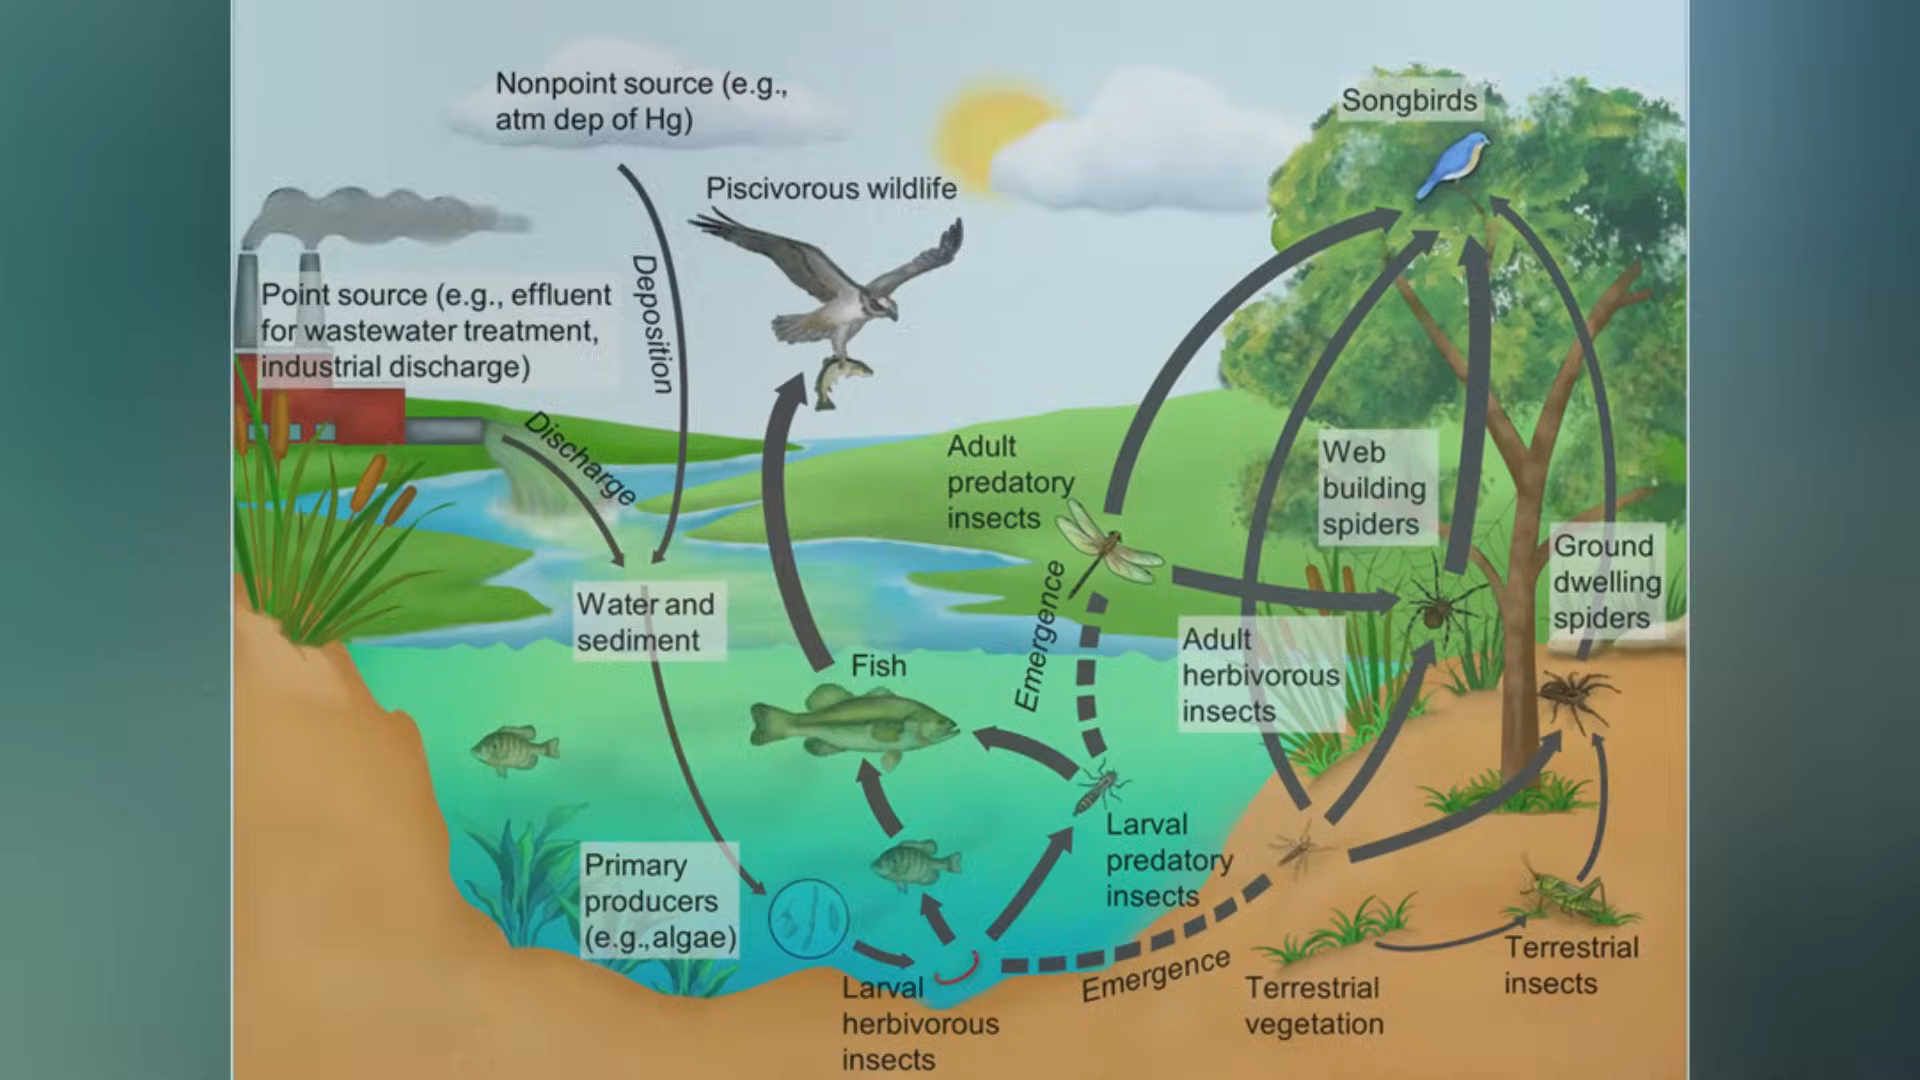 Nonpoint source (e.g.,
atm dep of Hg)
Songbirds
Piscivorous wildlife
Point source (e.g., effluent
for wastewater treatment,
industrial discharge)
Deposition
Discharge
Adult
predatory
insects
Web
building
spiders
Ground
dwelling
spiders
Water and
sediment
Emergence
Adult
herbivorous
insects
Fish
Larval
predatory
insects
Primary
producers
(e.g.,algae)
Larval
herbivorous
insects
Emergence
Terrestrial
vegetation
Terrestrial
insects